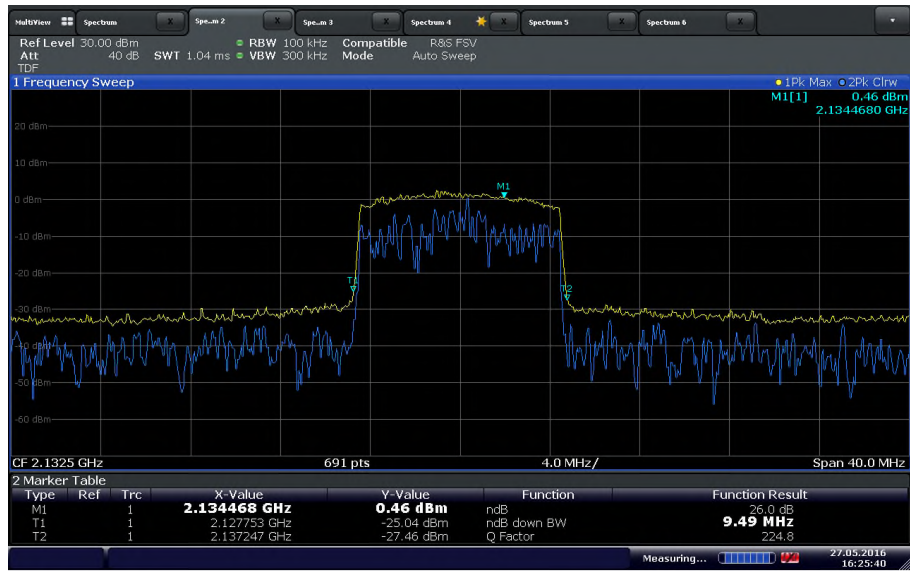 MultiView Spectrum X Spe...m 2 X Spe...m 3 X Spectrum 4 X Spectrum 5 X Spectrum 6 X
Ref Level 30.00 dBm RBW 100 kHz Compatible R&S FSV
Att 40 dB SWT 1.04 ms VBW 300 kHz Mode Auto Sweep
TDF
1 Frequency Sweep 1Pk Max 2Pk Clrw
M1[1] 0.46 dBm
2.1344680 GHz
20 dBm
10 dBm
M1
0 dBm
-10 dBm
-20 dBm
T1
T2
-30 dBm
-40 dBm
-50 dBm
-60 dBm
CF 2.1325 GHz 691 pts 4.0 MHz/ Span 40.0 MHz
2 Marker Table
Type Ref Trc X-Value Y-Value Function Function Result
M1 1 2.134468 GHz 0.46 dBm ndB 26.0 dB
T1 1 2.127753 GHz -25.04 dBm ndB down BW 9.49 MHz
T2 1 2.137247 GHz -27.46 dBm Q Factor 224.8
Measuring... 27.05.2016
16:25:40